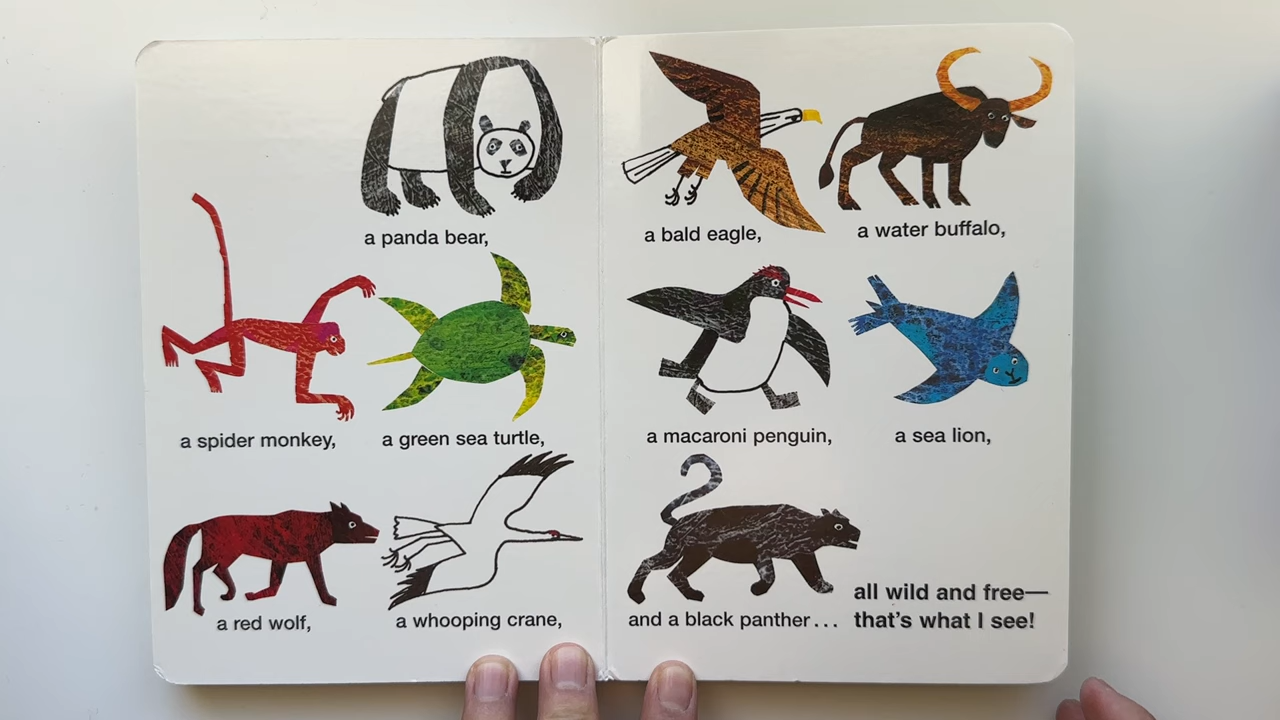 a panda bear,
a spider monkey,
a green sea turtle,
a red wolf,
a whooping crane,
a bald eagle,
a water buffalo,
a macaroni penguin,
a sea lion,
and a black panther...
all wild and free—
that's what I see!